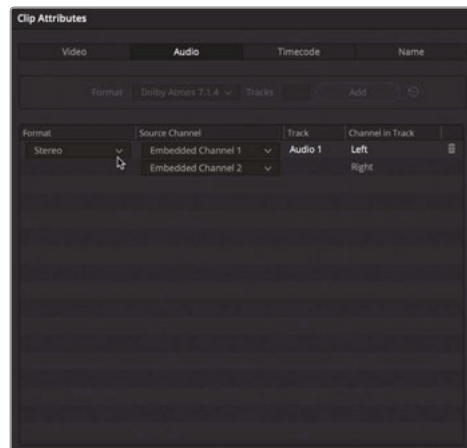 Clip Attributes
Video Audio Timecode Name
Format Dolby Atmos 7.1.4 Tracks Add
Format Source Channel Track Channel in Track
Stereo Embedded Channel 1 Audio 1 Left
Embedded Channel 2 Right